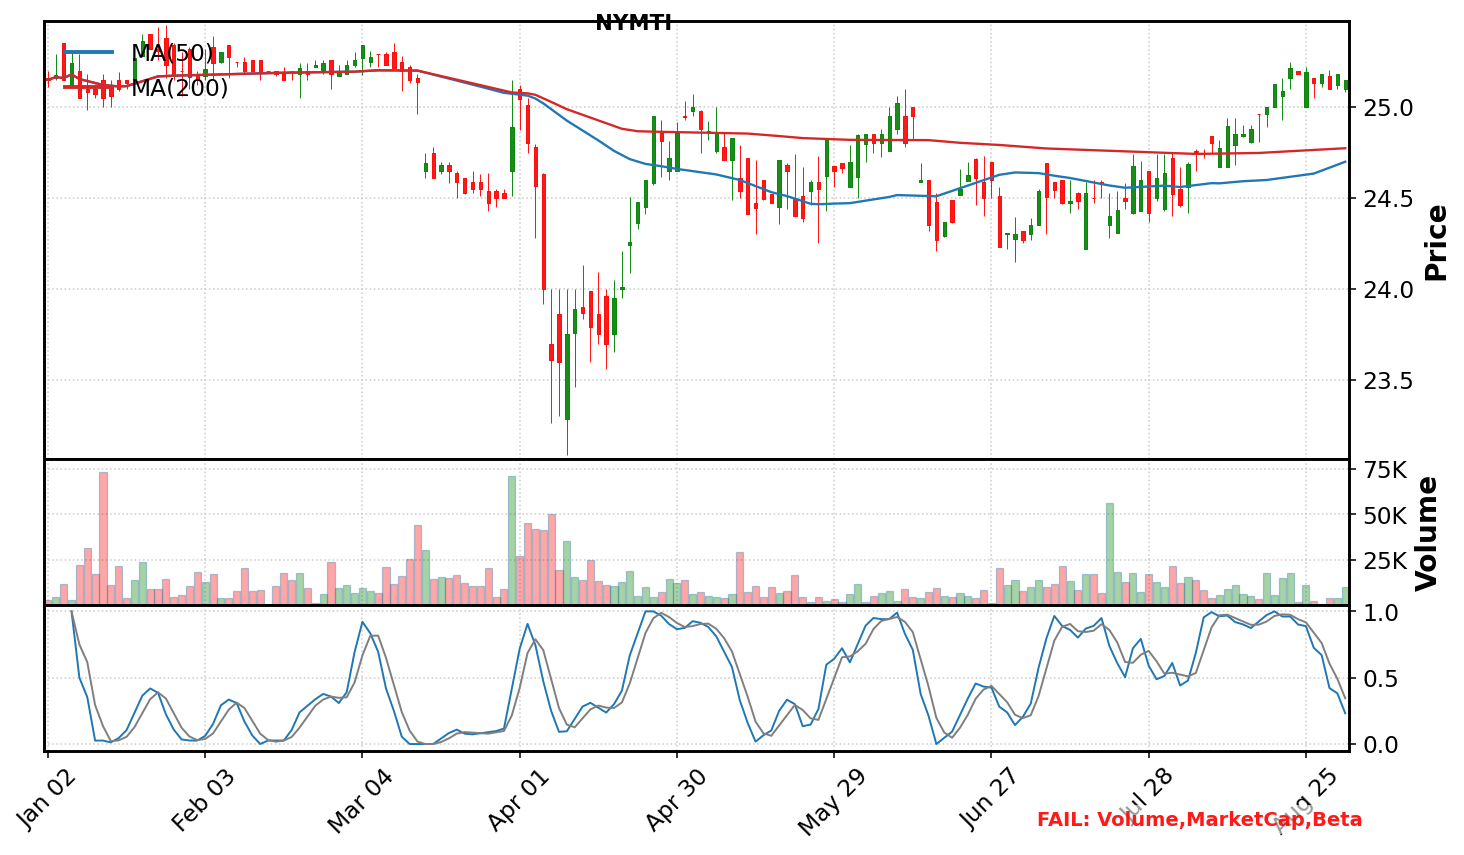 NYMTI
MA(50)
MA(200)
25.0
24.5
24.0
23.5
Price
75K
50K
25K
Volume
1.0
0.5
0.0
Jan 02
Feb 03
Mar 04
Apr 01
Apr 30
May 29
Jun 27
Jul 28
Aug 25
FAIL: Volume,MarketCap,Beta